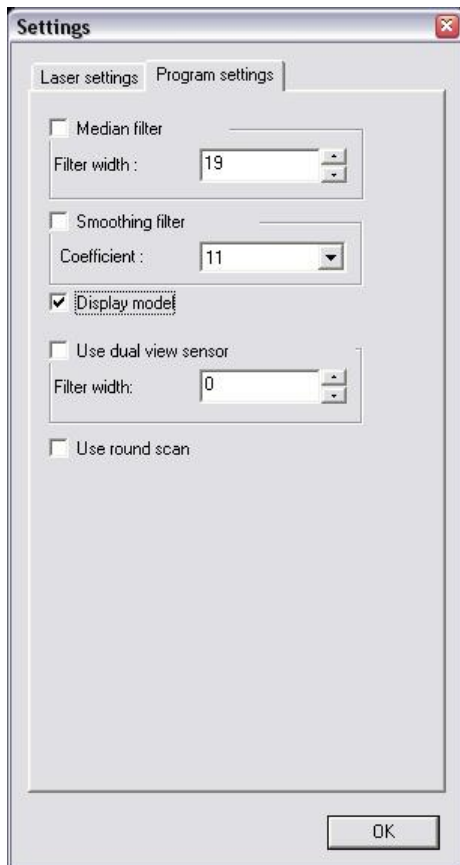 Settings
Laser settings Program settings
Median filter
Filter width : 19
Smoothing filter
Coefficient : 11
Display model
Use dual view sensor
Filter width: 0
Use round scan
OK